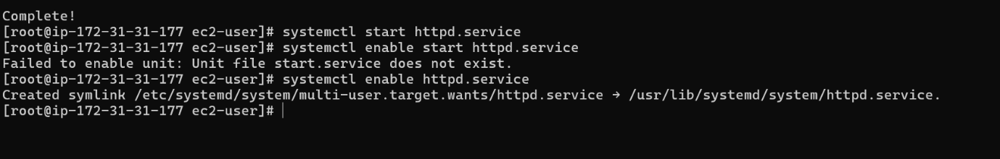 Complete!
[root@ip-172-31-31-177 ec2-user]# systemctl start httpd.service
[root@ip-172-31-31-177 ec2-user]# systemctl enable start httpd.service
Failed to enable unit: Unit file start.service does not exist.
[root@ip-172-31-31-177 ec2-user]# systemctl enable httpd.service
Created symlink /etc/systemd/system/multi-user.target.wants/httpd.service → /usr/lib/systemd/system/httpd.service.
[root@ip-172-31-31-177 ec2-user]#